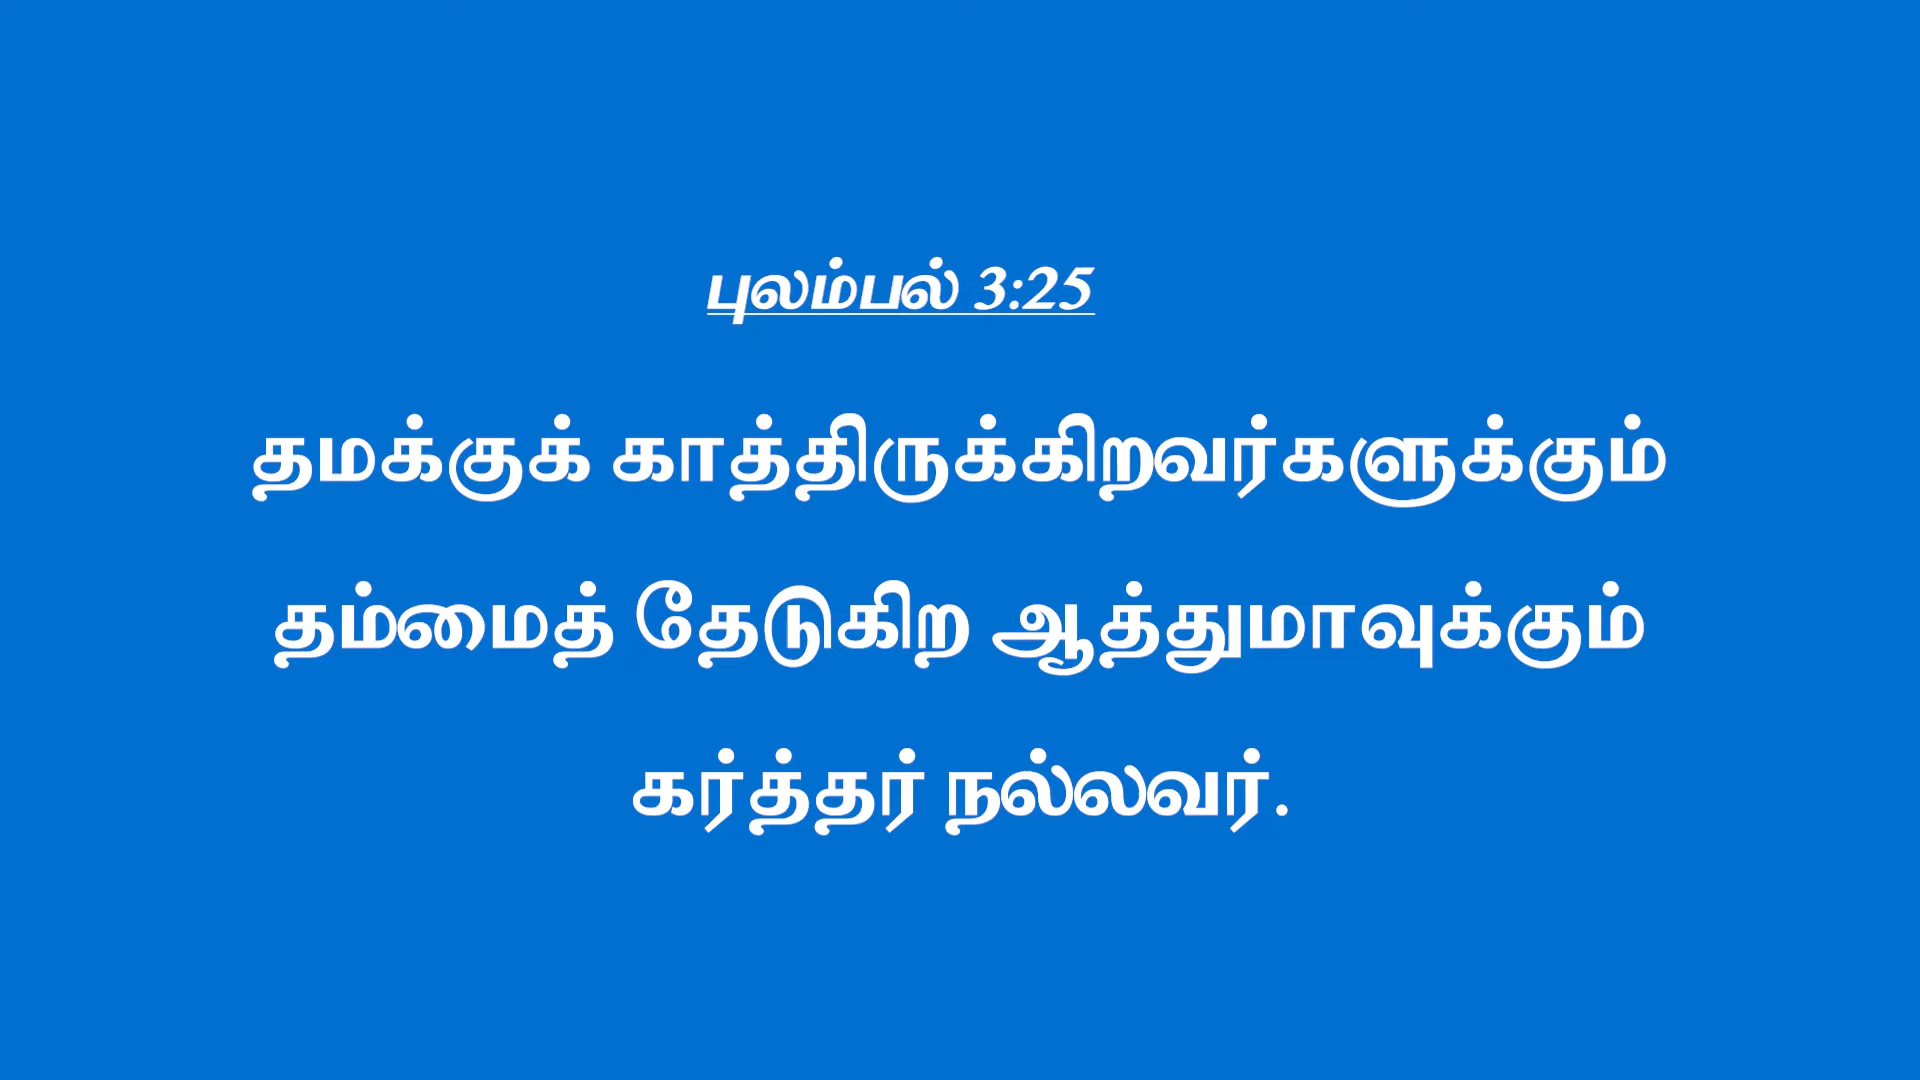 புலம்பல் 3:25
தமக்குக் காத்திருக்கிறவர்களுக்கும்
தம்மைத் தேடுகிற ஆத்துமாவுக்கும்
கர்த்தர் நல்லவர்.